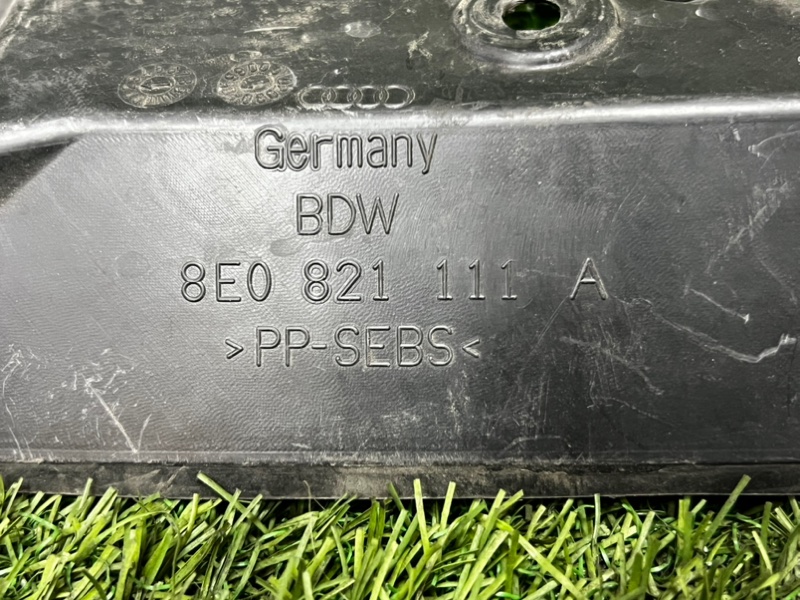 Germany
BDW
8E0 821 111 A
>PP-SEBS<